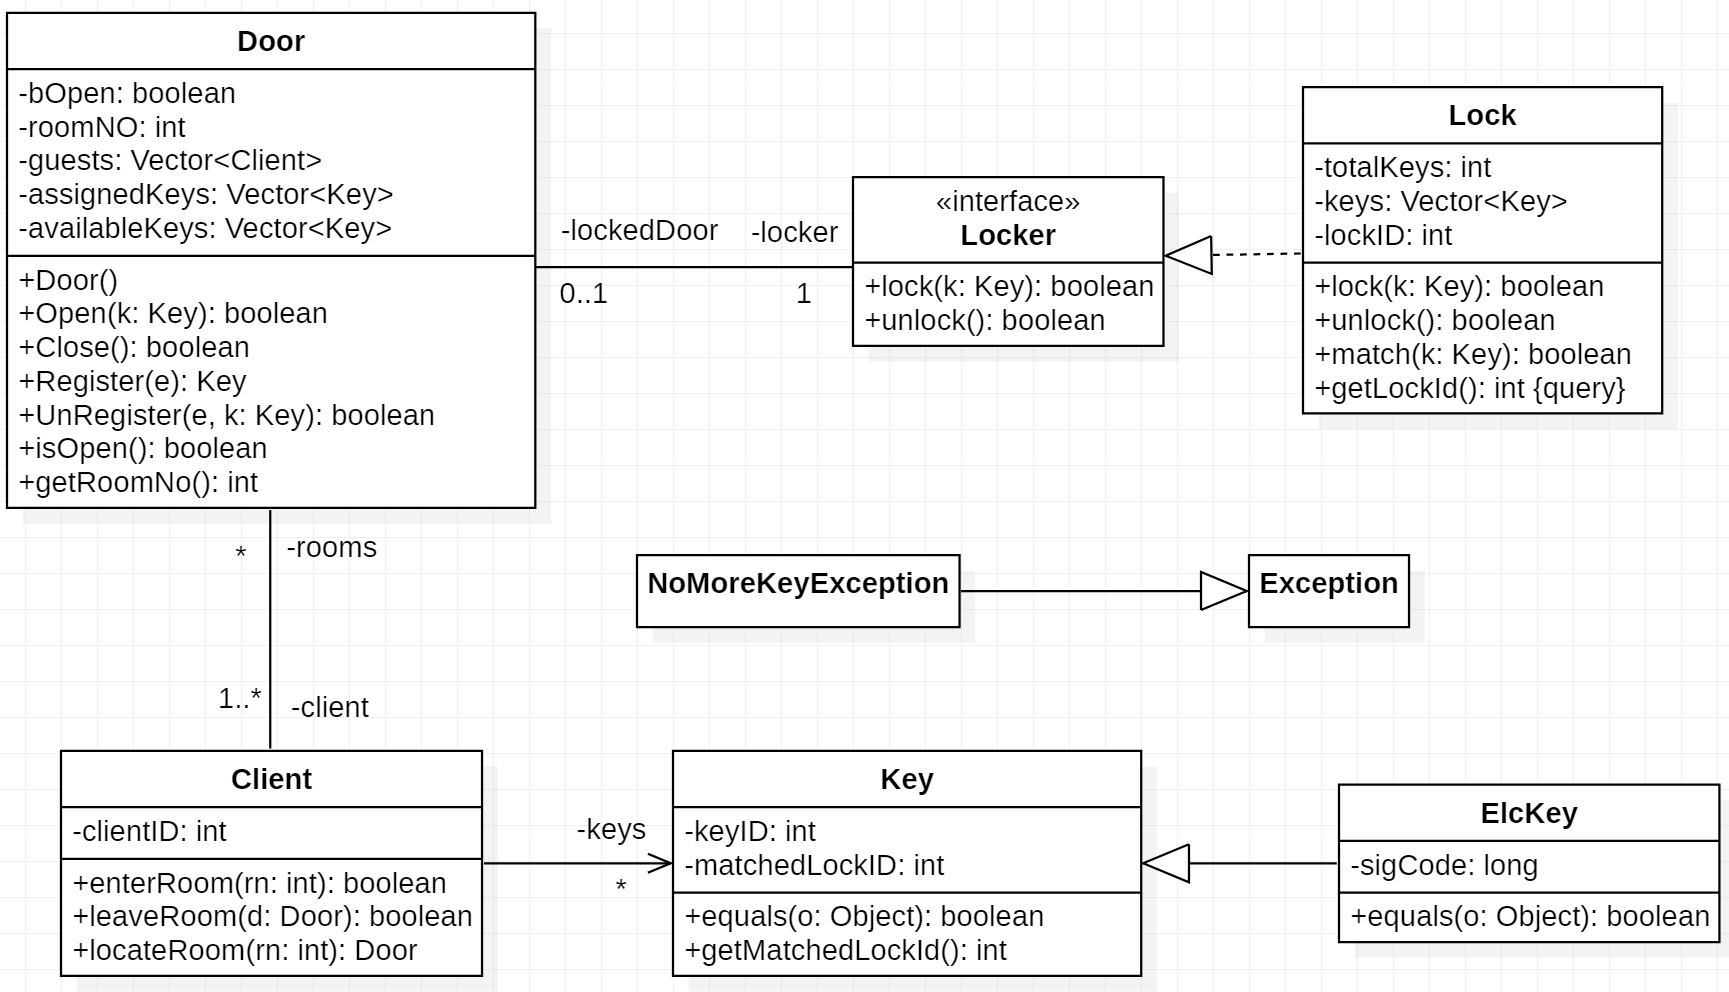 Door
-bOpen: boolean
-roomNO: int
-guests: Vector<Client>
-assignedKeys: Vector<Key>
-availableKeys: Vector<Key>
+Door()
+Open(k: Key): boolean
+Close(): boolean
+Register(e): Key
+UnRegister(e, k: Key): boolean
+isOpen(): boolean
+getRoomNo(): int
-lockedDoor
-locker
0..1
1
«interface»
Locker
+lock(k: Key): boolean
+unlock(): boolean
Lock
-totalKeys: int
-keys: Vector<Key>
-lockID: int
+lock(k: Key): boolean
+unlock(): boolean
+match(k: Key): boolean
+getLockId(): int {query}
*
-rooms
1..*
-client
NoMoreKeyException
Exception
Client
-clientID: int
+enterRoom(rn: int): boolean
+leaveRoom(d: Door): boolean
+locateRoom(rn: int): Door
-keys
*
Key
-keyID: int
-matchedLockID: int
+equals(o: Object): boolean
+getMatchedLockId(): int
ElcKey
-sigCode: long
+equals(o: Object): boolean